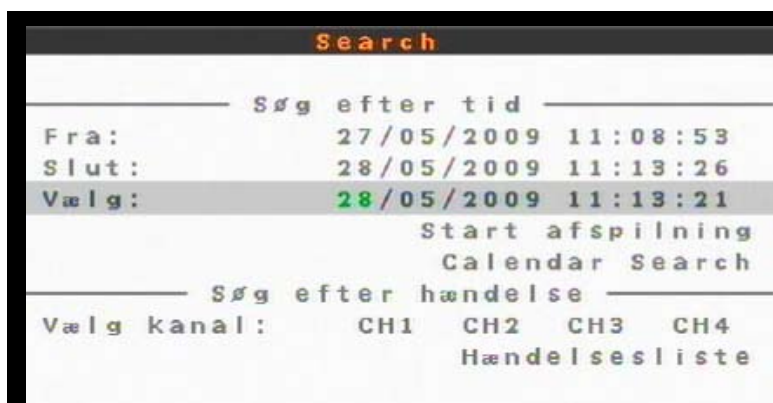 Search
Søg efter tid
Fra: 27/05/2009 11:08:53
Slut: 28/05/2009 11:13:26
Vælg: 28/05/2009 11:13:21
Start afspilning
Calendar Search
Søg efter hændelse
Vælg kanal: CH1 CH2 CH3 CH4
Hændelsesliste